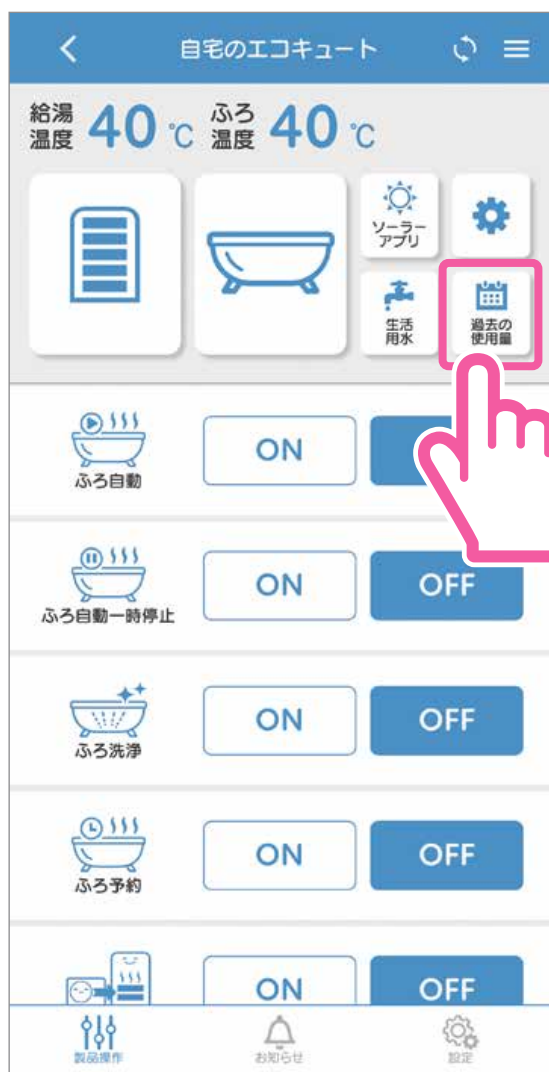 自宅のエコキュート
給湯 ふろ
温度 40 ℃ 温度 40 ℃
ソーラー
アプリ
生活
用水
過去の
使用量
ON
ふろ自動
ON OFF
ふろ自動一時停止
ON OFF
ふろ洗浄
ON OFF
ふろ予約
ON OFF
製品操作 お知らせ 設定